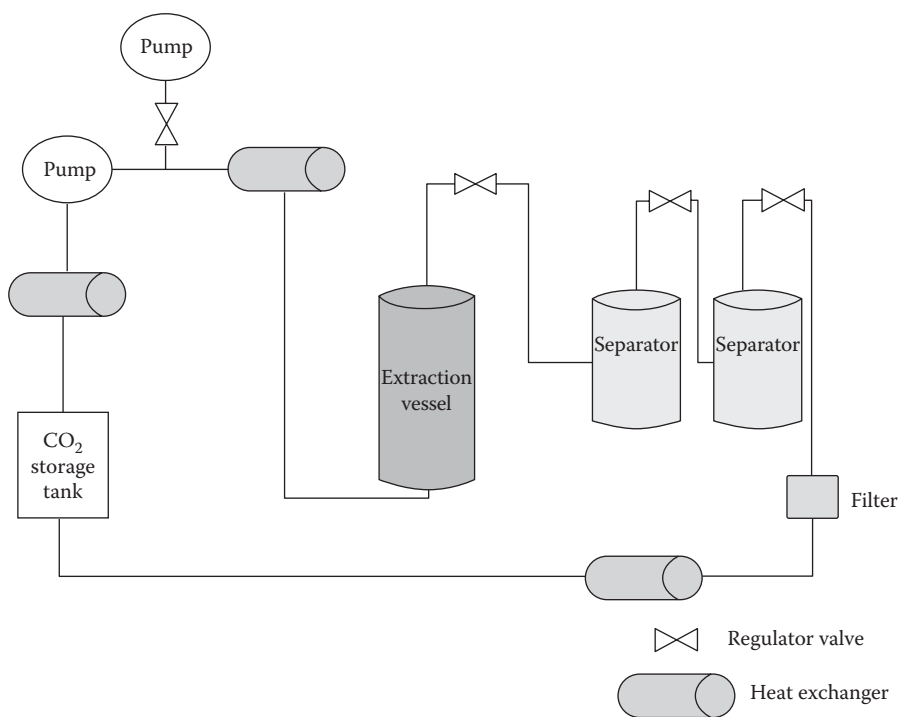 Pump
Pump
Extraction
vessel
Separator
Separator
CO₂
storage
tank
Filter
Regulator valve
Heat exchanger